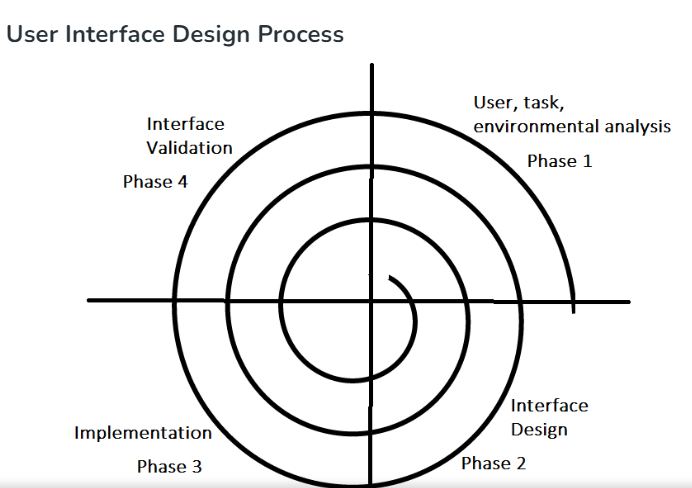 User Interface Design Process
User, task,
environmental analysis
Phase 1
Interface
Validation
Phase 4
Interface
Design
Phase 2
Implementation
Phase 3